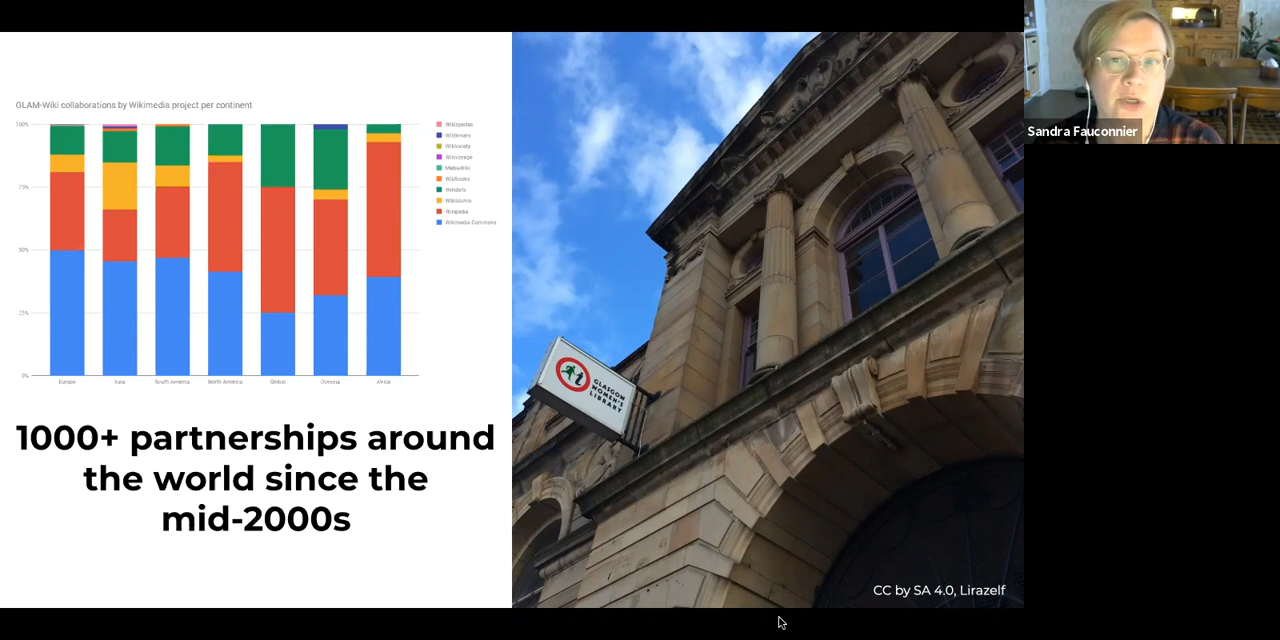 GLAM-Wiki collaborations by Wikimedia project per continent
100%
75%
50%
25%
0%
Europe
Asia
South America
North America
Global
Oceania
Africa
Wikispecies
Wiktionary
Wikiversity
Wikivoyage
MediaWiki
Wikibooks
Wikidata
Wikisource
Wikipedia
Wikimedia Commons
1000+ partnerships around
the world since the
mid-2000s
GLASGOW
WOMEN'S
LIBRARY
CC by SA 4.0, Lirazelf
Sandra Fauconnier